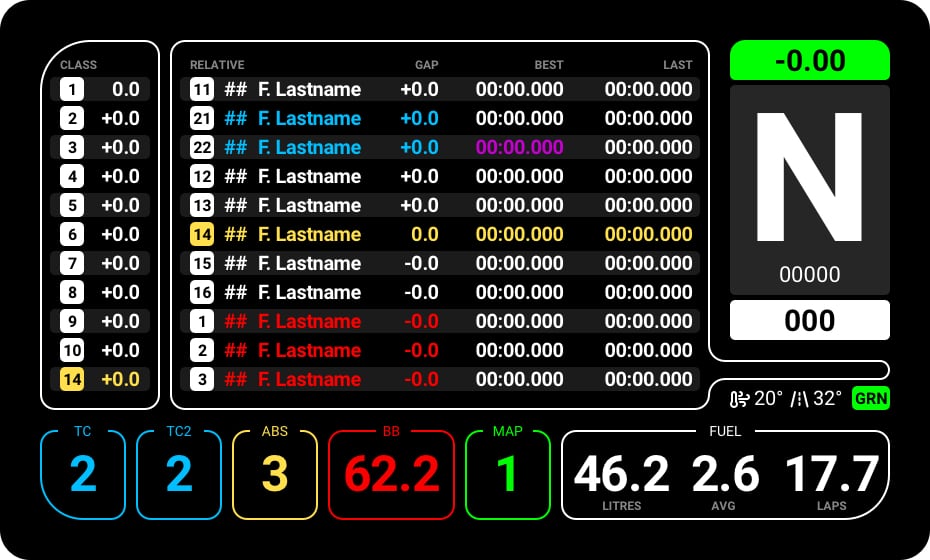 CLASS
1 0.0
2 +0.0
3 +0.0
4 +0.0
5 +0.0
6 +0.0
7 +0.0
8 +0.0
9 +0.0
10 +0.0
14 +0.0
RELATIVE GAP BEST LAST
11 ## F. Lastname +0.0 00:00.000 00:00.000
21 ## F. Lastname +0.0 00:00.000 00:00.000
22 ## F. Lastname +0.0 00:00.000 00:00.000
12 ## F. Lastname +0.0 00:00.000 00:00.000
13 ## F. Lastname +0.0 00:00.000 00:00.000
14 ## F. Lastname 0.0 00:00.000 00:00.000
15 ## F. Lastname -0.0 00:00.000 00:00.000
16 ## F. Lastname -0.0 00:00.000 00:00.000
1 ## F. Lastname -0.0 00:00.000 00:00.000
2 ## F. Lastname -0.0 00:00.000 00:00.000
3 ## F. Lastname -0.0 00:00.000 00:00.000
-0.00
N
00000
000
20° 32° GRN
TC
2
TC2
2
ABS
3
BB
62.2
MAP
1
FUEL
46.2 2.6 17.7
LITRES AVG LAPS